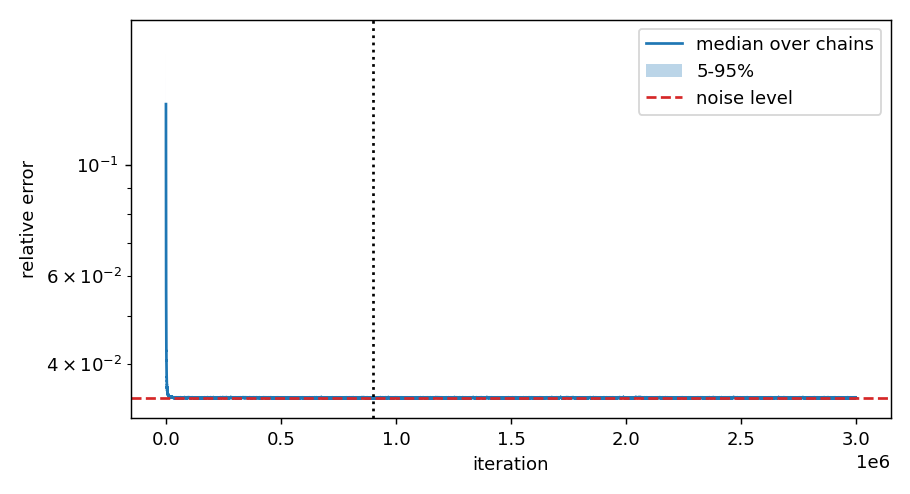 median over chains
5-95%
noise level
relative error
10⁻¹
6 × 10⁻²
4 × 10⁻²
0.0 0.5 1.0 1.5 2.0 2.5 3.0
1e6
iteration